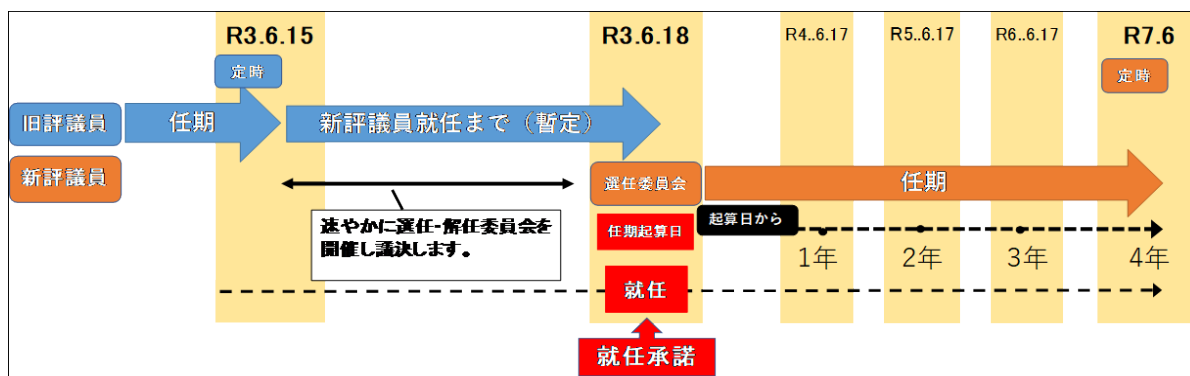 R3.6.15
R3.6.18
R4..6.17
R5..6.17
R6..6.17
R7.6
定時
定時
旧評議員
任期
新評議員就任まで（暫定）
新評議員
選任委員会
任期
速やかに選任・解任委員会を
開催し議決します。
任期起算日
起算日から
1年
2年
3年
4年
就任
就任承諾